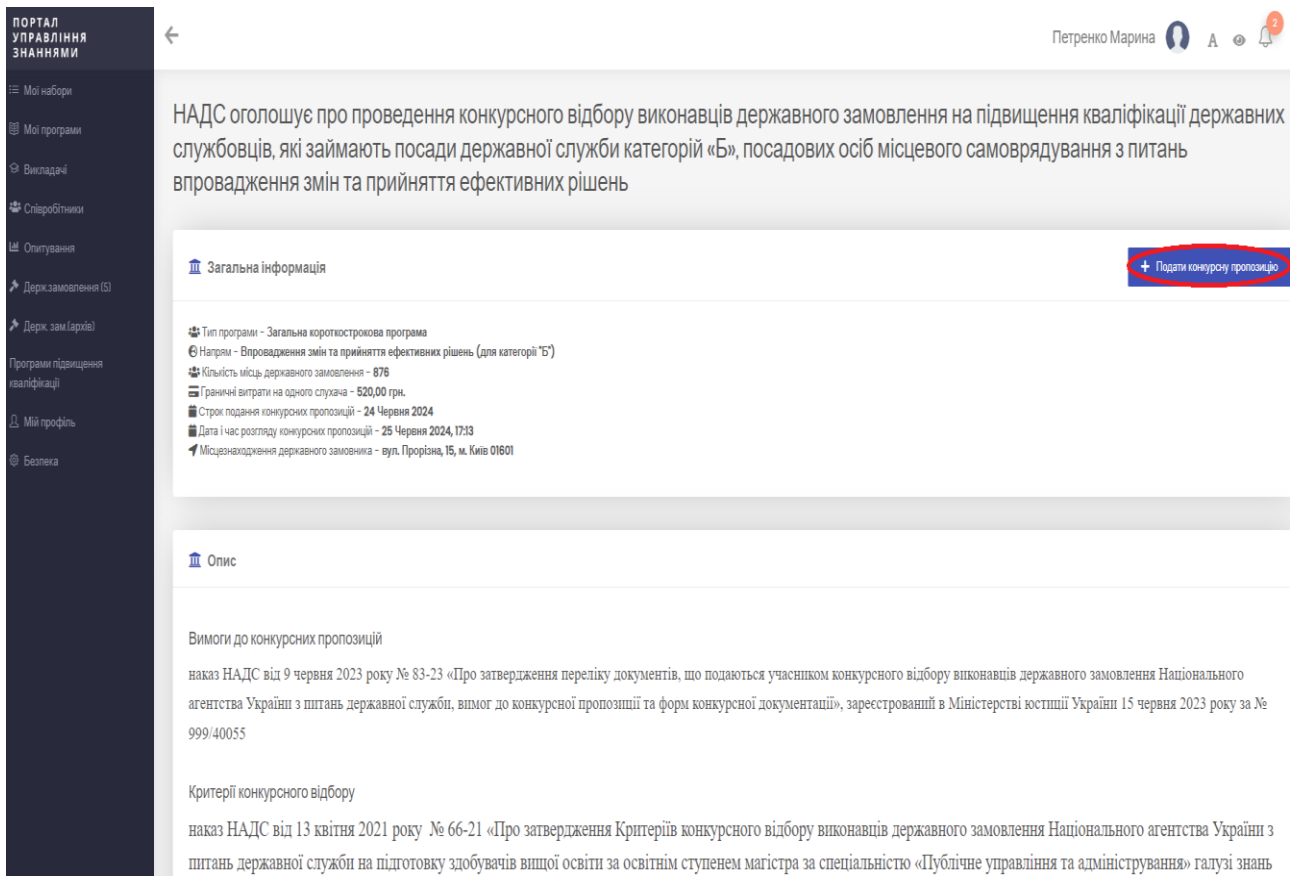 ПОРТАЛ
УПРАВЛІННЯ
ЗНАННЯМИ
Петренко Марина
A
2
Мої набори
Мої програми
Викладачі
Співробітники
Опитування
Держ.замовлення (5)
Держ. зам.(архів)
Програми підвищення
кваліфікації
Мій профіль
Безпека
НАДС оголошує про проведення конкурсного відбору виконавців державного замовлення на підвищення кваліфікації державних
службовців, які займають посади державної служби категорій «Б», посадових осіб місцевого самоврядування з питань
впровадження змін та прийняття ефективних рішень
Загальна інформація
+ Подати конкурсну пропозицію
Тип програми – Загальна короткострокова програма
Напрям – Впровадження змін та прийняття ефективних рішень (для категорії "Б")
Кількість місць державного замовлення – 876
Граничні витрати на одного слухача – 520,00 грн.
Строк подання конкурсних пропозицій – 24 Червня 2024
Дата і час розгляду конкурсних пропозицій – 25 Червня 2024, 17:13
Місцезнаходження державного замовника – вул. Прорізна, 15, м. Київ 01601
Опис
Вимоги до конкурсних пропозицій
наказ НАДС від 9 червня 2023 року № 83-23 «Про затвердження переліку документів, що подаються учасником конкурсного відбору виконавців державного замовлення Національного
агентства України з питань державної служби, вимог до конкурсної пропозиції та форм конкурсної документації», зареєстрований в Міністерстві юстиції України 15 червня 2023 року за №
999/40055
Критерії конкурсного відбору
наказ НАДС від 13 квітня 2021 року № 66-21 «Про затвердження Критеріїв конкурсного відбору виконавців державного замовлення Національного агентства України з
питань державної служби на підготовку здобувачів вищої освіти за освітнім ступенем магістра за спеціальністю «Публічне управління та адміністрування» галузі знань